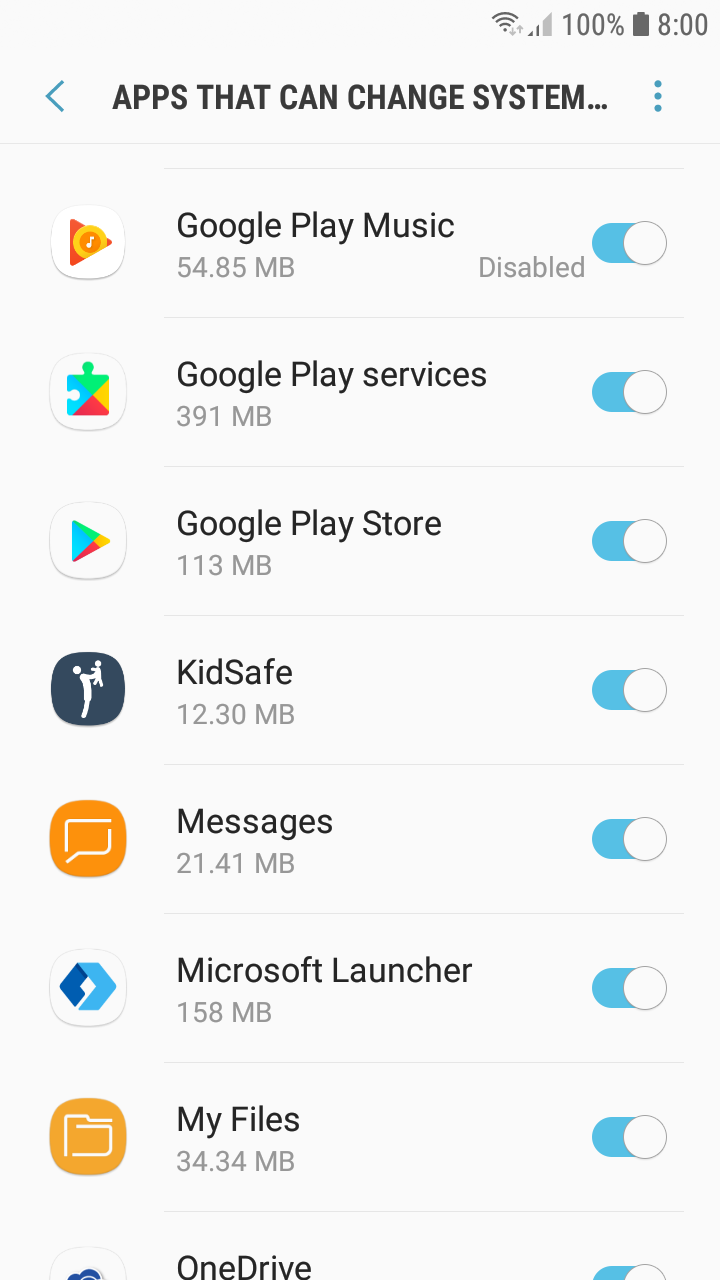 100% 8:00
APPS THAT CAN CHANGE SYSTEM...
Google Play Music
54.85 MB Disabled
Google Play services
391 MB
Google Play Store
113 MB
KidSafe
12.30 MB
Messages
21.41 MB
Microsoft Launcher
158 MB
My Files
34.34 MB
OneDrive